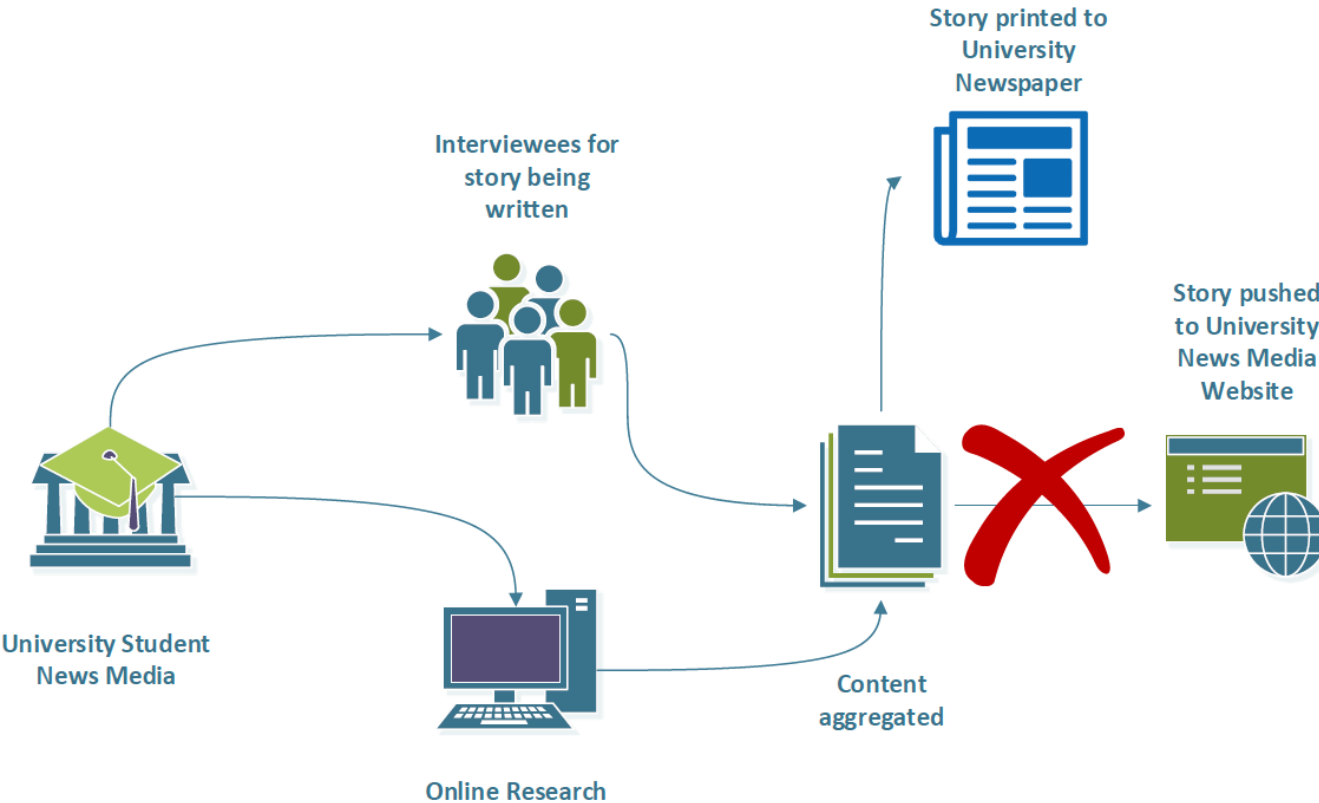 Story printed to
University
Newspaper
Interviewees for
story being
written
Story pushed
to University
News Media
Website
University Student
News Media
Content
aggregated
Online Research